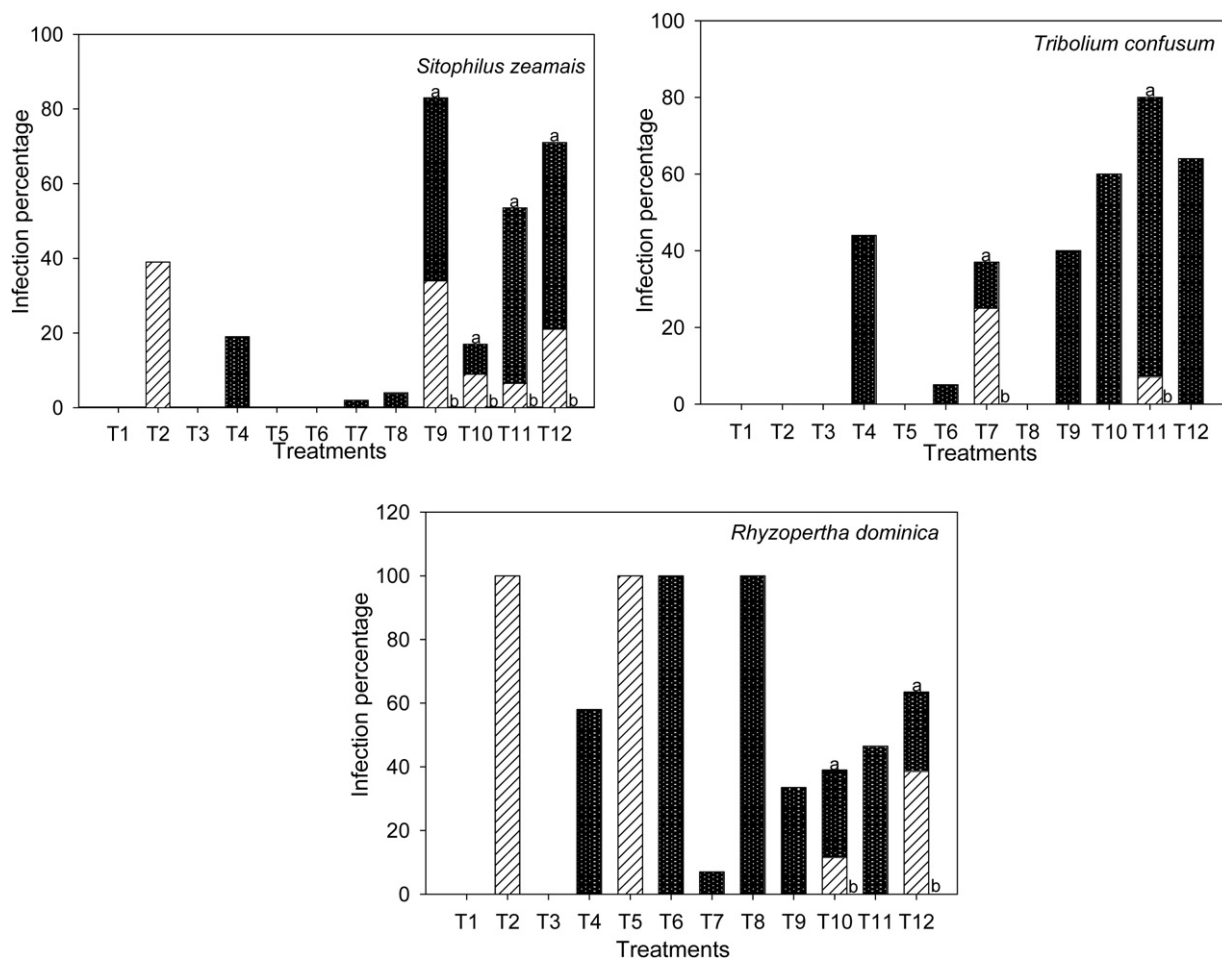 Sitophilus zeamais
Infection percentage
100
80
60
40
20
0
a
a
a
a
b
b
b
b
T1 T2 T3 T4 T5 T6 T7 T8 T9 T10 T11 T12
Treatments
Tribolium confusum
Infection percentage
100
80
60
40
20
0
a
a
b
b
T1 T2 T3 T4 T5 T6 T7 T8 T9 T10 T11 T12
Treatments
Rhyzopertha dominica
Infection percentage
120
100
80
60
40
20
0
a
a
b
b
T1 T2 T3 T4 T5 T6 T7 T8 T9 T10 T11 T12
Treatments